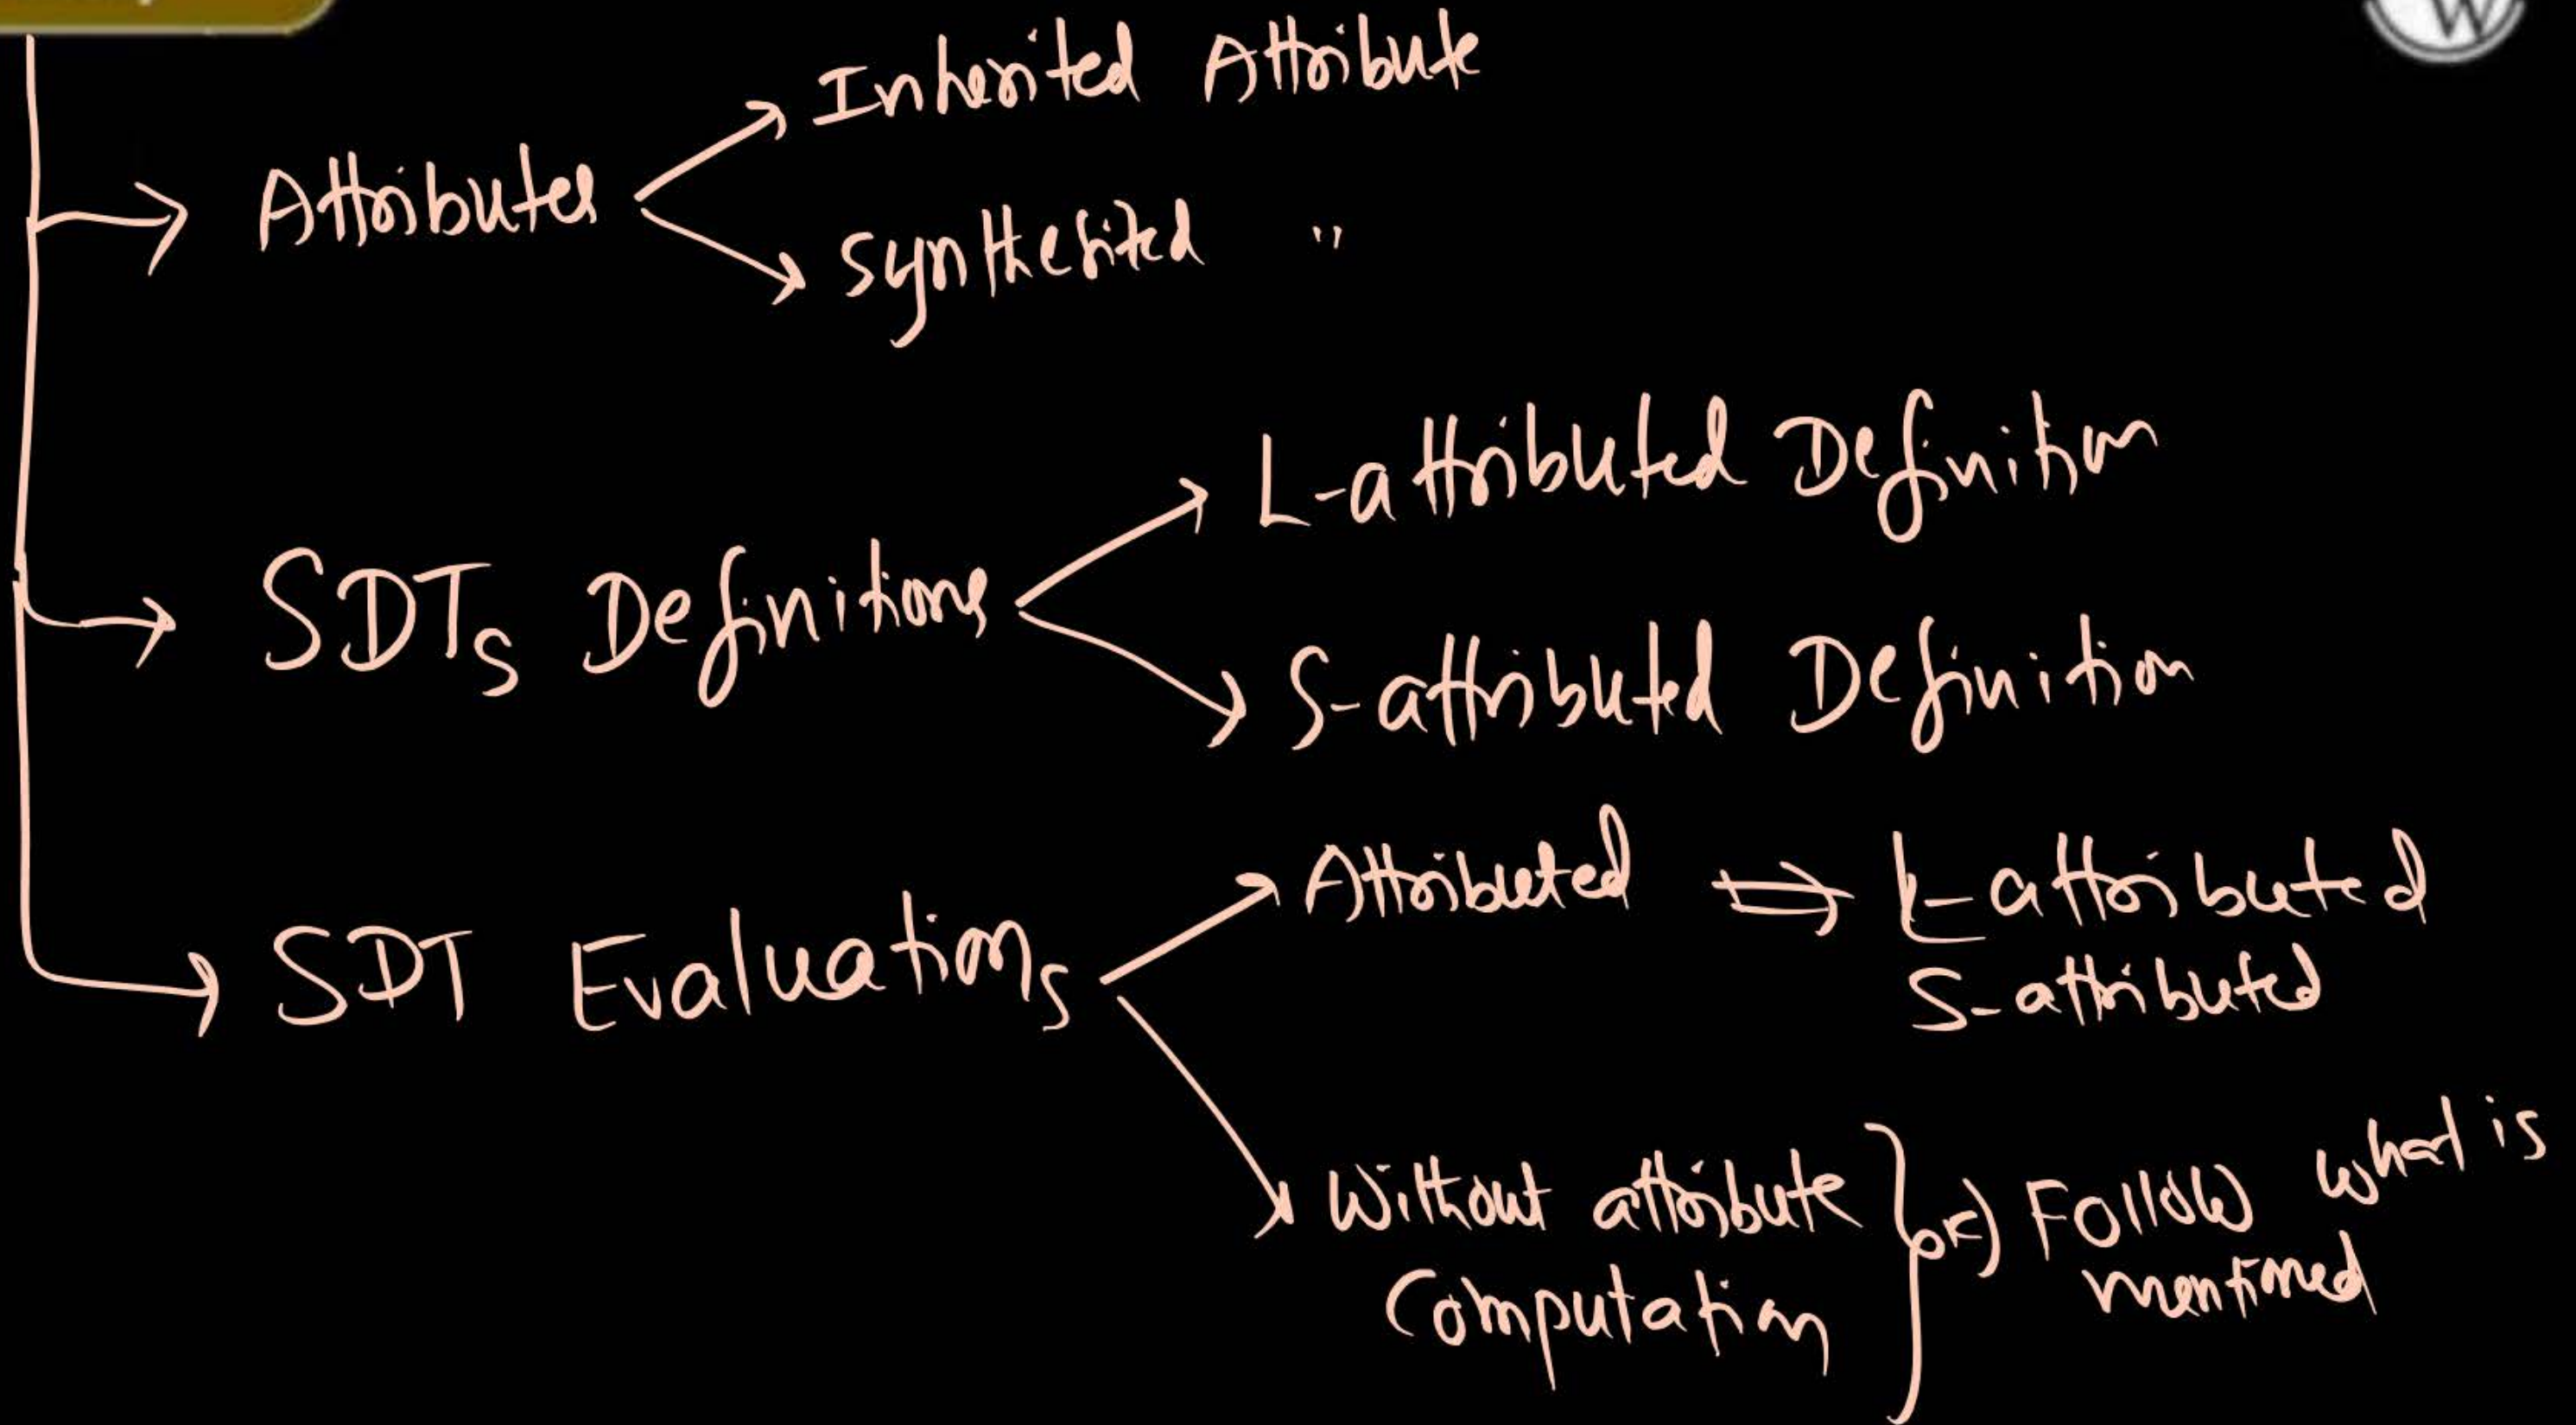 W
Inherited Attribute
Attributes
Synthesized "
L-attributed Definition
SDTs Definitions
S-attributed Definition
Attributed ⇒ L-attributed
SDT Evaluations
S-attributed
Without attribute Computation } or) Follow what is mentioned